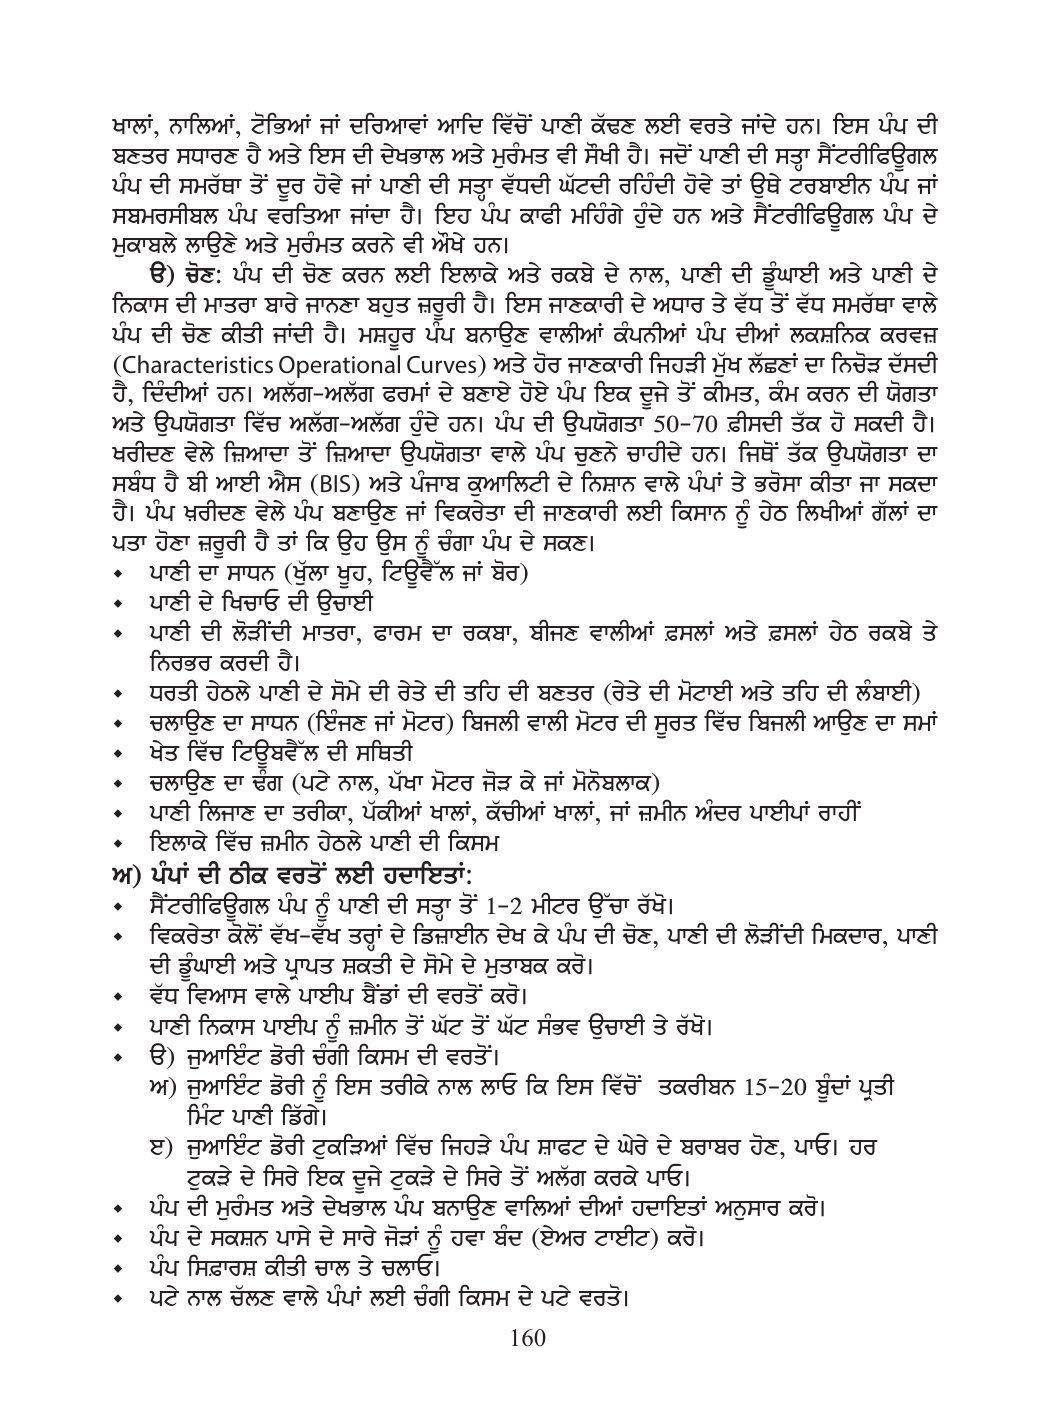 ਖਾਲਾਂ, ਨਾਲਿਆਂ, ਟੋਭਿਆਂ ਜਾਂ ਦਰਿਆਵਾਂ ਆਦਿ ਵਿੱਚੋਂ ਪਾਣੀ ਕੱਢਣ ਲਈ ਵਰਤੇ ਜਾਂਦੇ ਹਨ। ਇਸ ਪੰਪ ਦੀ
ਬਣਤਰ ਸਧਾਰਣ ਹੈ ਅਤੇ ਇਸ ਦੀ ਦੇਖਭਾਲ ਅਤੇ ਮੁਰੰਮਤ ਵੀ ਸੌਖੀ ਹੈ। ਜਦੋਂ ਪਾਣੀ ਦੀ ਸਤ੍ਹਾ ਸੈਂਟਰੀਫਿਊਗਲ
ਪੰਪ ਦੀ ਸਮਰੱਥਾ ਤੋਂ ਦੂਰ ਹੋਵੇ ਜਾਂ ਪਾਣੀ ਦੀ ਸਤ੍ਹਾ ਵੱਧਦੀ ਘੱਟਦੀ ਰਹਿੰਦੀ ਹੋਵੇ ਤਾਂ ਉਥੇ ਟਰਬਾਈਨ ਪੰਪ ਜਾਂ
ਸਬਮਰਸੀਬਲ ਪੰਪ ਵਰਤਿਆ ਜਾਂਦਾ ਹੈ। ਇਹ ਪੰਪ ਕਾਫੀ ਮਹਿੰਗੇ ਹੁੰਦੇ ਹਨ ਅਤੇ ਸੈਂਟਰੀਫਿਊਗਲ ਪੰਪ ਦੇ
ਮੁਕਾਬਲੇ ਲਾਉਣੇ ਅਤੇ ਮੁਰੰਮਤ ਕਰਨੇ ਵੀ ਔਖੇ ਹਨ।
ੳ) ਚੋਣ: ਪੰਪ ਦੀ ਚੋਣ ਕਰਨ ਲਈ ਇਲਾਕੇ ਅਤੇ ਰਕਬੇ ਦੇ ਨਾਲ, ਪਾਣੀ ਦੀ ਡੂੰਘਾਈ ਅਤੇ ਪਾਣੀ ਦੇ
ਨਿਕਾਸ ਦੀ ਮਾਤਰਾ ਬਾਰੇ ਜਾਨਣਾ ਬਹੁਤ ਜ਼ਰੂਰੀ ਹੈ। ਇਸ ਜਾਣਕਾਰੀ ਦੇ ਅਧਾਰ ਤੇ ਵੱਧ ਤੋਂ ਵੱਧ ਸਮਰੱਥਾ ਵਾਲੇ
ਪੰਪ ਦੀ ਚੋਣ ਕੀਤੀ ਜਾਂਦੀ ਹੈ। ਮਸ਼ਹੂਰ ਪੰਪ ਬਨਾਉਣ ਵਾਲੀਆਂ ਕੰਪਨੀਆਂ ਪੰਪ ਦੀਆਂ ਲਕਸ਼ਨਿਕ ਕਰਵਜ਼
(Characteristics Operational Curves) ਅਤੇ ਹੋਰ ਜਾਣਕਾਰੀ ਜਿਹੜੀ ਮੁੱਖ ਲੱਛਣਾਂ ਦਾ ਨਿਚੋੜ ਦੱਸਦੀ
ਹੈ, ਦਿੰਦੀਆਂ ਹਨ। ਅਲੱਗ-ਅਲੱਗ ਫਰਮਾਂ ਦੇ ਬਣਾਏ ਹੋਏ ਪੰਪ ਇਕ ਦੂਜੇ ਤੋਂ ਕੀਮਤ, ਕੰਮ ਕਰਨ ਦੀ ਯੋਗਤਾ
ਅਤੇ ਉਪਯੋਗਤਾ ਵਿੱਚ ਅਲੱਗ-ਅਲੱਗ ਹੁੰਦੇ ਹਨ। ਪੰਪ ਦੀ ਉਪਯੋਗਤਾ 50-70 ਫ਼ੀਸਦੀ ਤੱਕ ਹੋ ਸਕਦੀ ਹੈ।
ਖਰੀਦਣ ਵੇਲੇ ਜ਼ਿਆਦਾ ਤੋਂ ਜ਼ਿਆਦਾ ਉਪਯੋਗਤਾ ਵਾਲੇ ਪੰਪ ਚੁਣਨੇ ਚਾਹੀਦੇ ਹਨ। ਜਿਥੋਂ ਤੱਕ ਉਪਯੋਗਤਾ ਦਾ
ਸਬੰਧ ਹੈ ਬੀ ਆਈ ਐਸ (BIS) ਅਤੇ ਪੰਜਾਬ ਕੁਆਲਿਟੀ ਦੇ ਨਿਸ਼ਾਨ ਵਾਲੇ ਪੰਪਾਂ ਤੇ ਭਰੋਸਾ ਕੀਤਾ ਜਾ ਸਕਦਾ
ਹੈ। ਪੰਪ ਖ਼ਰੀਦਣ ਵੇਲੇ ਪੰਪ ਬਣਾਉਣ ਜਾਂ ਵਿਕਰੇਤਾ ਦੀ ਜਾਣਕਾਰੀ ਲਈ ਕਿਸਾਨ ਨੂੰ ਹੇਠ ਲਿਖੀਆਂ ਗੱਲਾਂ ਦਾ
ਪਤਾ ਹੋਣਾ ਜ਼ਰੂਰੀ ਹੈ ਤਾਂ ਕਿ ਉਹ ਉਸ ਨੂੰ ਚੰਗਾ ਪੰਪ ਦੇ ਸਕਣ।
⬥ ਪਾਣੀ ਦਾ ਸਾਧਨ (ਖੁੱਲਾ ਖੂਹ, ਟਿਊਵੈੱਲ ਜਾਂ ਬੋਰ)
⬥ ਪਾਣੀ ਦੇ ਖਿਚਾਓ ਦੀ ਉਚਾਈ
⬥ ਪਾਣੀ ਦੀ ਲੋੜੀਂਦੀ ਮਾਤਰਾ, ਫਾਰਮ ਦਾ ਰਕਬਾ, ਬੀਜਣ ਵਾਲੀਆਂ ਫ਼ਸਲਾਂ ਅਤੇ ਫ਼ਸਲਾਂ ਹੇਠ ਰਕਬੇ ਤੇ
ਨਿਰਭਰ ਕਰਦੀ ਹੈ।
⬥ ਧਰਤੀ ਹੇਠਲੇ ਪਾਣੀ ਦੇ ਸੋਮੇ ਦੀ ਰੇਤੇ ਦੀ ਤਹਿ ਦੀ ਬਣਤਰ (ਰੇਤੇ ਦੀ ਮੋਟਾਈ ਅਤੇ ਤਹਿ ਦੀ ਲੰਬਾਈ)
⬥ ਚਲਾਉਣ ਦਾ ਸਾਧਨ (ਇੰਜਣ ਜਾਂ ਮੋਟਰ) ਬਿਜਲੀ ਵਾਲੀ ਮੋਟਰ ਦੀ ਸੂਰਤ ਵਿੱਚ ਬਿਜਲੀ ਆਉਣ ਦਾ ਸਮਾਂ
⬥ ਖੇਤ ਵਿੱਚ ਟਿਊਬਵੈੱਲ ਦੀ ਸਥਿਤੀ
⬥ ਚਲਾਉਣ ਦਾ ਢੰਗ (ਪਟੇ ਨਾਲ, ਪੱਖਾ ਮੋਟਰ ਜੋੜ ਕੇ ਜਾਂ ਮੋਨੋਬਲਾਕ)
⬥ ਪਾਣੀ ਲਿਜਾਣ ਦਾ ਤਰੀਕਾ, ਪੱਕੀਆਂ ਖਾਲਾਂ, ਕੱਚੀਆਂ ਖਾਲਾਂ, ਜਾਂ ਜ਼ਮੀਨ ਅੰਦਰ ਪਾਈਪਾਂ ਰਾਹੀਂ
⬥ ਇਲਾਕੇ ਵਿੱਚ ਜ਼ਮੀਨ ਹੇਠਲੇ ਪਾਣੀ ਦੀ ਕਿਸਮ
ਅ) ਪੰਪਾਂ ਦੀ ਠੀਕ ਵਰਤੋਂ ਲਈ ਹਦਾਇਤਾਂ:
⬥ ਸੈਂਟਰੀਫਿਊਗਲ ਪੰਪ ਨੂੰ ਪਾਣੀ ਦੀ ਸਤ੍ਹਾ ਤੋਂ 1-2 ਮੀਟਰ ਉੱਚਾ ਰੱਖੋ।
⬥ ਵਿਕਰੇਤਾ ਕੋਲੋਂ ਵੱਖ-ਵੱਖ ਤਰ੍ਹਾਂ ਦੇ ਡਿਜ਼ਾਈਨ ਦੇਖ ਕੇ ਪੰਪ ਦੀ ਚੋਣ, ਪਾਣੀ ਦੀ ਲੋੜੀਂਦੀ ਮਿਕਦਾਰ, ਪਾਣੀ
ਦੀ ਡੂੰਘਾਈ ਅਤੇ ਪ੍ਰਾਪਤ ਸ਼ਕਤੀ ਦੇ ਸੋਮੇ ਦੇ ਮੁਤਾਬਕ ਕਰੋ।
⬥ ਵੱਧ ਵਿਆਸ ਵਾਲੇ ਪਾਈਪ ਬੈਂਡਾਂ ਦੀ ਵਰਤੋਂ ਕਰੋ।
⬥ ਪਾਣੀ ਨਿਕਾਸ ਪਾਈਪ ਨੂੰ ਜ਼ਮੀਨ ਤੋਂ ਘੱਟ ਤੋਂ ਘੱਟ ਸੰਭਵ ਉਚਾਈ ਤੇ ਰੱਖੋ।
⬥ ੳ) ਜੁਆਇੰਟ ਡੋਰੀ ਚੰਗੀ ਕਿਸਮ ਦੀ ਵਰਤੋਂ।
ਅ) ਜੁਆਇੰਟ ਡੋਰੀ ਨੂੰ ਇਸ ਤਰੀਕੇ ਨਾਲ ਲਾਓ ਕਿ ਇਸ ਵਿੱਚੋਂ ਤਕਰੀਬਨ 15-20 ਬੂੰਦਾਂ ਪ੍ਰਤੀ
ਮਿੰਟ ਪਾਣੀ ਡਿੱਗੇ।
ੲ) ਜੁਆਇੰਟ ਡੋਰੀ ਟੁਕੜਿਆਂ ਵਿੱਚ ਜਿਹੜੇ ਪੰਪ ਸ਼ਾਫਟ ਦੇ ਘੇਰੇ ਦੇ ਬਰਾਬਰ ਹੋਣ, ਪਾਓ। ਹਰ
ਟੁਕੜੇ ਦੇ ਸਿਰੇ ਇਕ ਦੂਜੇ ਟੁਕੜੇ ਦੇ ਸਿਰੇ ਤੋਂ ਅਲੱਗ ਕਰਕੇ ਪਾਓ।
⬥ ਪੰਪ ਦੀ ਮੁਰੰਮਤ ਅਤੇ ਦੇਖਭਾਲ ਪੰਪ ਬਨਾਉਣ ਵਾਲਿਆਂ ਦੀਆਂ ਹਦਾਇਤਾਂ ਅਨੁਸਾਰ ਕਰੋ।
⬥ ਪੰਪ ਦੇ ਸਕਸ਼ਨ ਪਾਸੇ ਦੇ ਸਾਰੇ ਜੋੜਾਂ ਨੂੰ ਹਵਾ ਬੰਦ (ਏਅਰ ਟਾਈਟ) ਕਰੋ।
⬥ ਪੰਪ ਸਿਫ਼ਾਰਸ਼ ਕੀਤੀ ਚਾਲ ਤੇ ਚਲਾਓ।
⬥ ਪਟੇ ਨਾਲ ਚੱਲਣ ਵਾਲੇ ਪੰਪਾਂ ਲਈ ਚੰਗੀ ਕਿਸਮ ਦੇ ਪਟੇ ਵਰਤੋ।
160